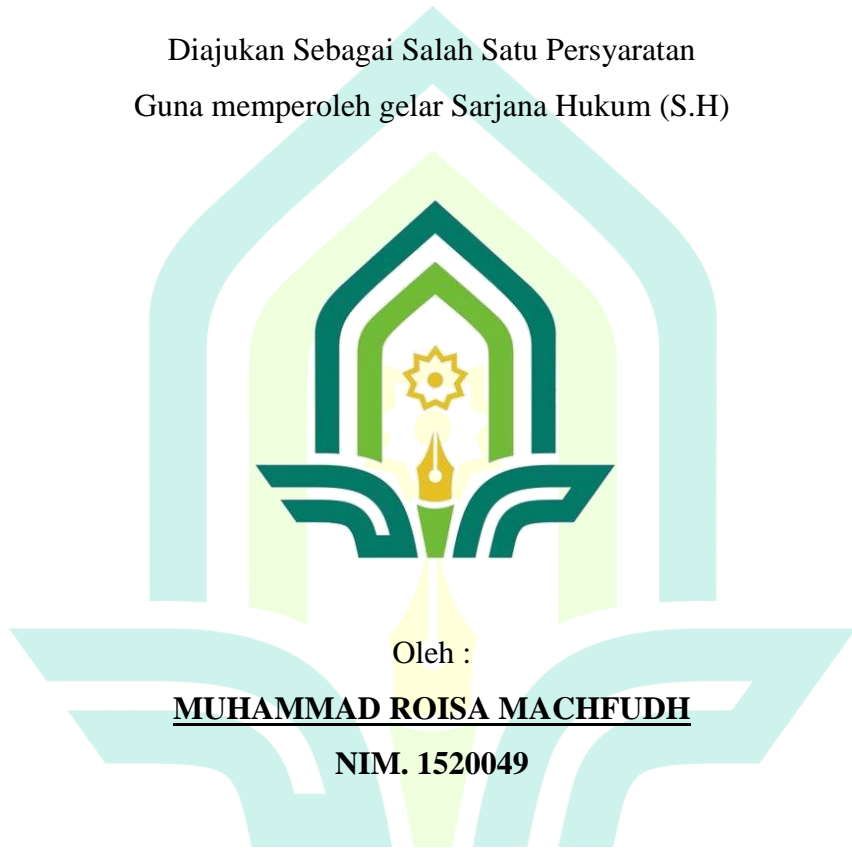 Diajukan Sebagai Salah Satu Persyaratan
Guna memperoleh gelar Sarjana Hukum (S.H)
Oleh :
MUHAMMAD ROISA MACHFUDH
NIM. 1520049